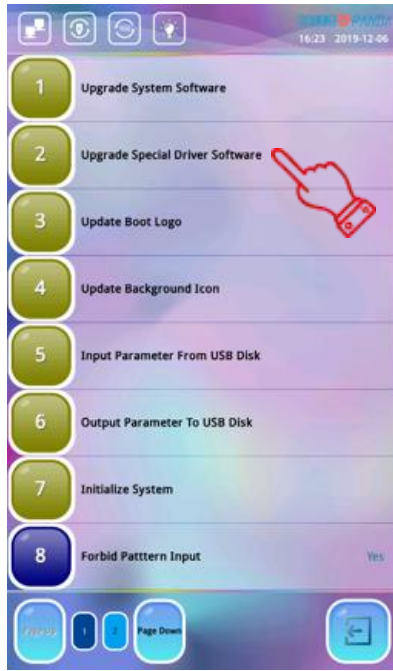 16:23 2019-12-06
1 Upgrade System Software
2 Upgrade Special Driver Software
3 Update Boot Logo
4 Update Background Icon
5 Input Parameter From USB Disk
6 Output Parameter To USB Disk
7 Initialize System
8 Forbid Patttern Input Yes
1 2 Page Down